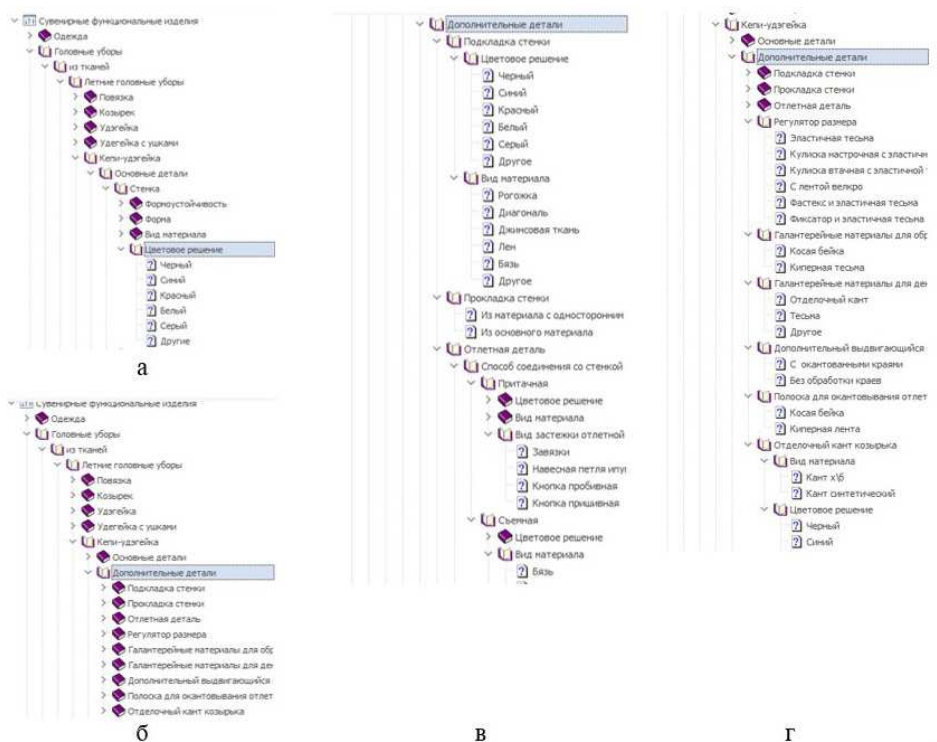 Сувенирные функциональные изделия
Одежда
Головные уборы
из тканей
Летние головные уборы
Повязка
Козырек
Удэгейка
Удегейка с ушками
Кепи-удэгейка
Основные детали
Стенка
Формоустойчивость
Форма
Вид материала
Цветовое решение
Черный
Синий
Красный
Белый
Серый
Другие
а
Сувенирные функциональные изделия
Одежда
Головные уборы
из тканей
Летние головные уборы
Повязка
Козырек
Удэгейка
Удегейка с ушками
Кепи-удэгейка
Основные детали
Дополнительные детали
Подкладка стенки
Прокладка стенки
Отлетная деталь
Регулятор размера
Галантерейные материалы для обр
Галантерейные материалы для де
Дополнительный выдвигающийся
Полоска для окантовывания отлет
Отделочный кант козырька
б
Дополнительные детали
Подкладка стенки
Цветовое решение
Черный
Синий
Красный
Белый
Серый
Другое
Вид материала
Рогожка
Диагональ
Джинсовая ткань
Лен
Бязь
Другое
Прокладка стенки
Из материала с односторонним
Из основного материала
Отлетная деталь
Способ соединения со стенкой
Притачная
Цветовое решение
Вид материала
Вид застежки отлетной
Завязки
Навесная петля ипуг
Кнопка пробивная
Кнопка пришивная
Съемная
Цветовое решение
Вид материала
Бязь
в
Кепи-удэгейка
Основные детали
Дополнительные детали
Подкладка стенки
Прокладка стенки
Отлетная деталь
Регулятор размера
Эластичная тесьма
Кулиска настрочная с эластичн
Кулиска втачная с эластичной
С лентой велкро
Фастекс и эластичная тесьма
Фиксатор и эластичная тесьма
Галантерейные материалы для обр
Косая бейка
Киперная тесьма
Галантерейные материалы для де
Отделочный кант
Тесьма
Другое
Дополнительный выдвигающийся
С окантованными краями
Без обработки краев
Полоска для окантовывания отлет
Косая бейка
Киперная лента
Отделочный кант козырька
Вид материала
Кант х\б
Кант синтетический
Цветовое решение
Черный
Синий
г